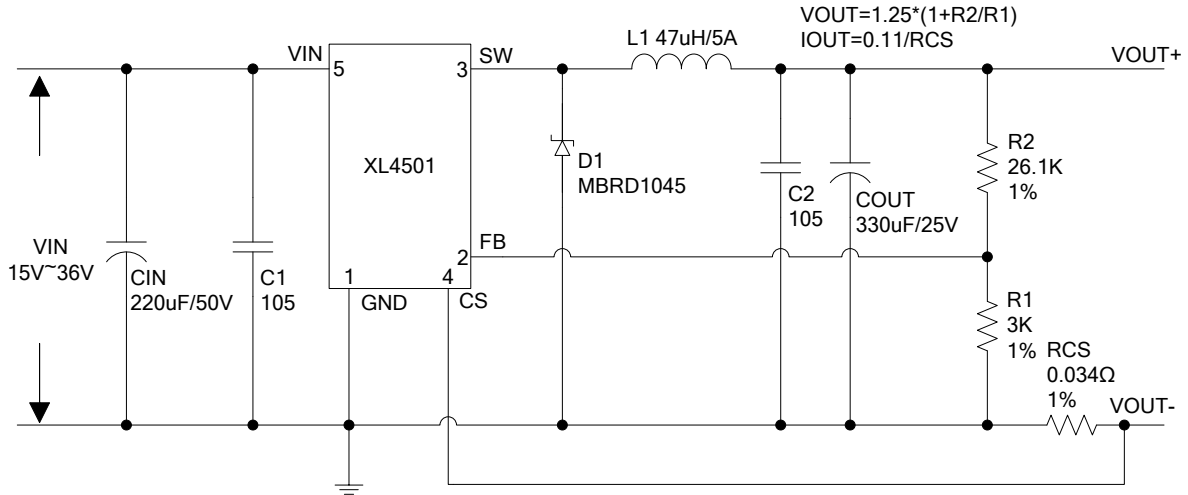 VOUT=1.25*(1+R2/R1)
IOUT=0.11/RCS
L1 47uH/5A
VIN
5
3
SW
VOUT+
XL4501
D1
MBRD1045
C2
105
COUT
330uF/25V
R2
26.1K
1%
VIN
15V~36V
CIN
220uF/50V
C1
105
2
FB
1
GND
4
CS
R1
3K
1%
RCS
0.034Ω
1%
VOUT-